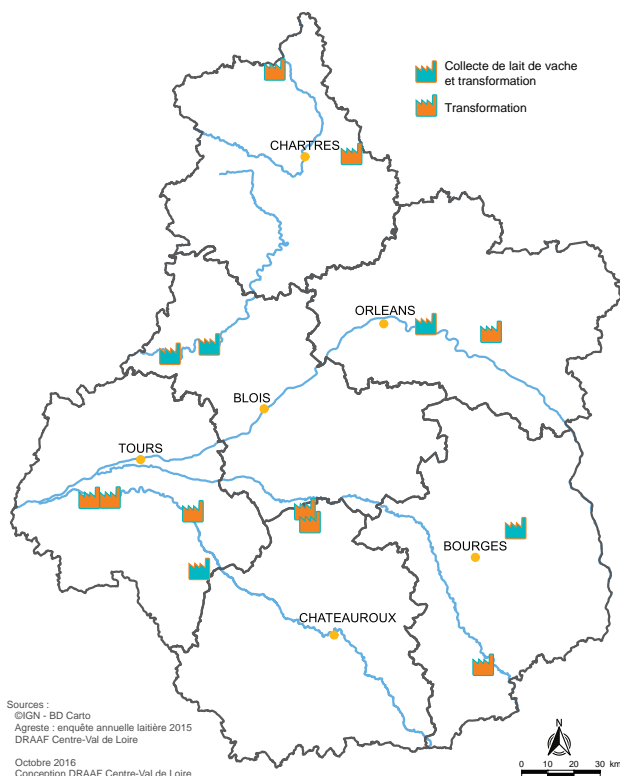 Collecte de lait de vache
et transformation
Transformation
CHARTRES
ORLEANS
BLOIS
TOURS
BOURGES
CHATEAUROUX
Sources :
©IGN - BD Carto
Agreste : enquête annuelle laitière 2015
DRAAF Centre-Val de Loire
Octobre 2016
Conception DRAAF Centre-Val de Loire
N
0 10 20 30 km